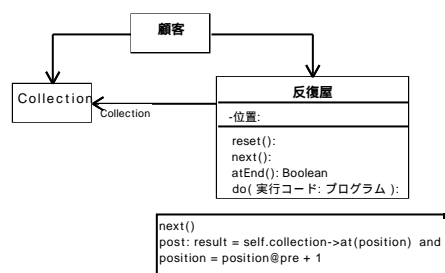 顧客
Collection
Collection
反復屋
-位置:
reset():
next():
atEnd(): Boolean
do( 実行コード: プログラム ):
next()
post: result = self.collection->at(position) and
position = position@pre + 1